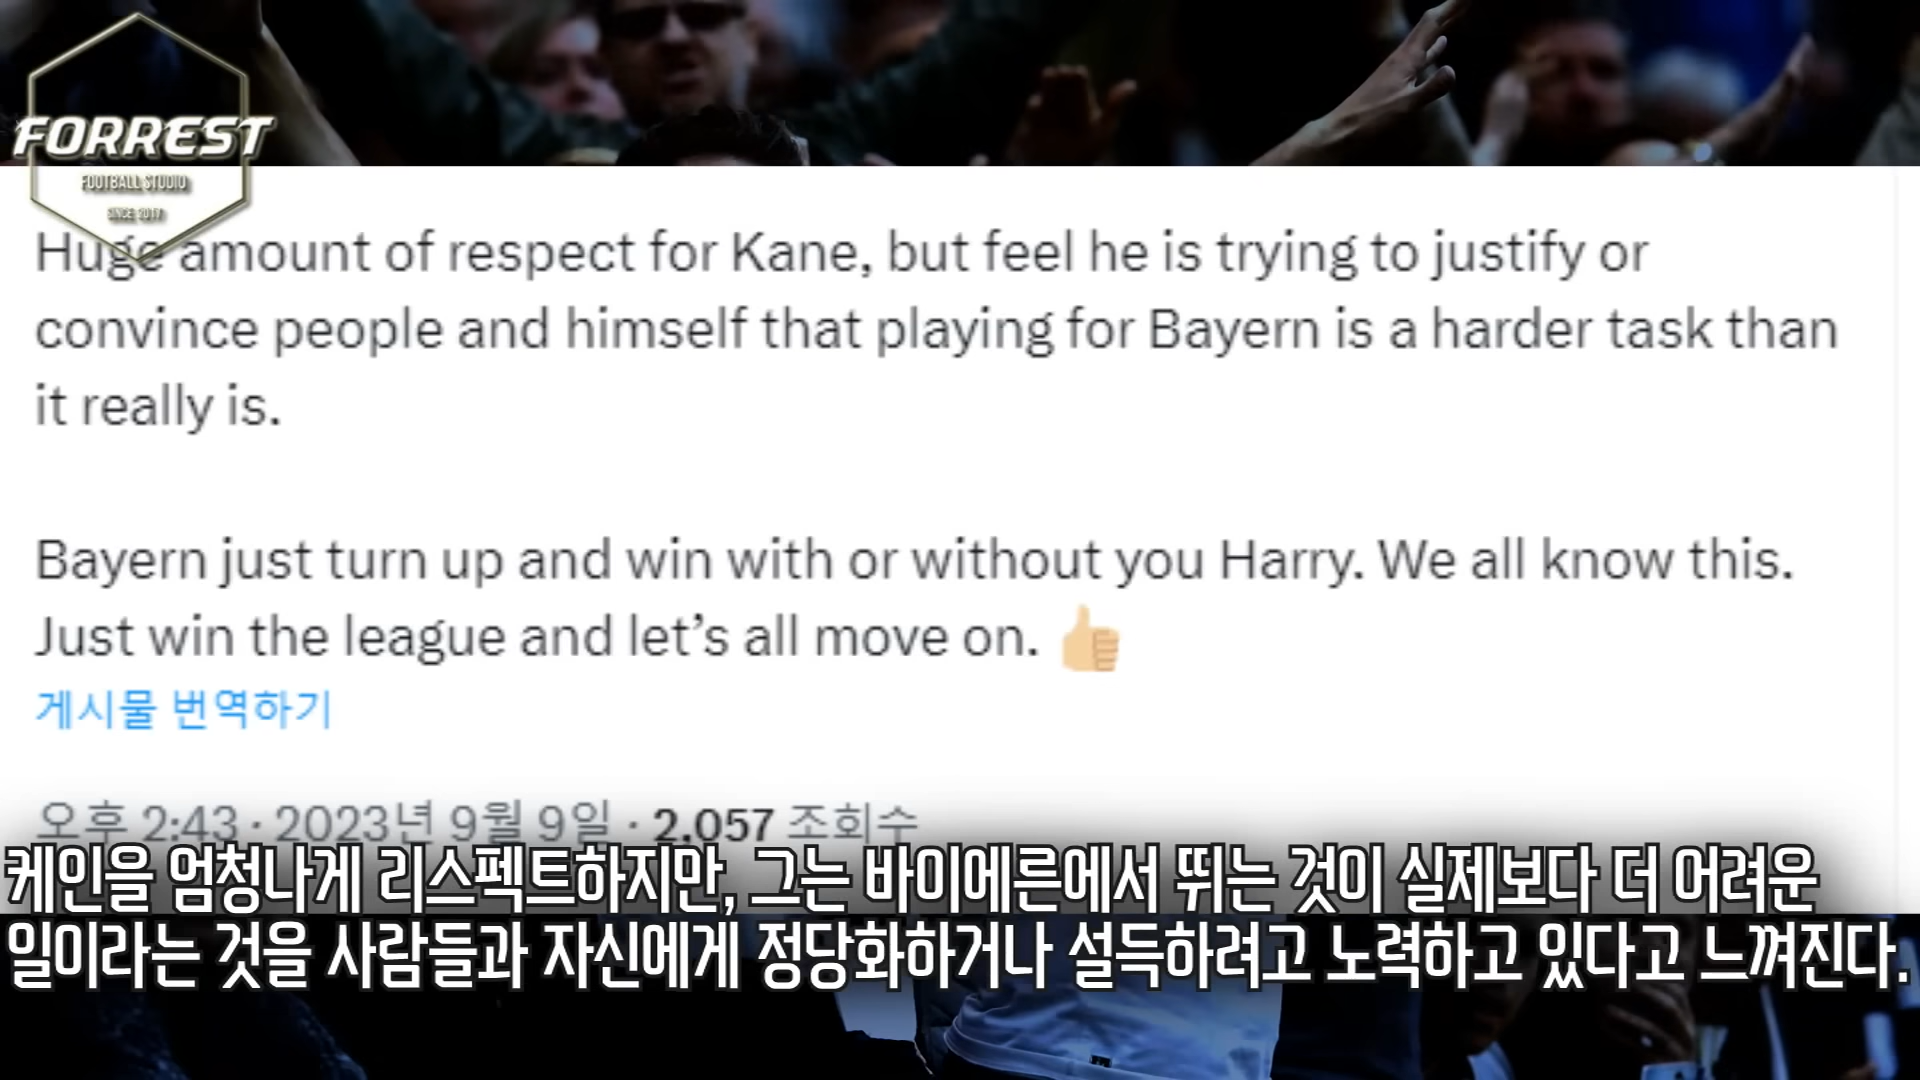 FORREST
FOOTBALL STUDIO
SINCE 2017
Huge amount of respect for Kane, but feel he is trying to justify or
convince people and himself that playing for Bayern is a harder task than
it really is.
Bayern just turn up and win with or without you Harry. We all know this.
Just win the league and let’s all move on. 👍🏼
게시물 번역하기
오후 2:43 · 2023년 9월 9일 · 2,057 조회수
케인을 엄청나게 리스펙트하지만, 그는 바이에른에서 뛰는 것이 실제보다 더 어려운
일이라는 것을 사람들과 자신에게 정당화하거나 설득하려고 노력하고 있다고 느껴진다.